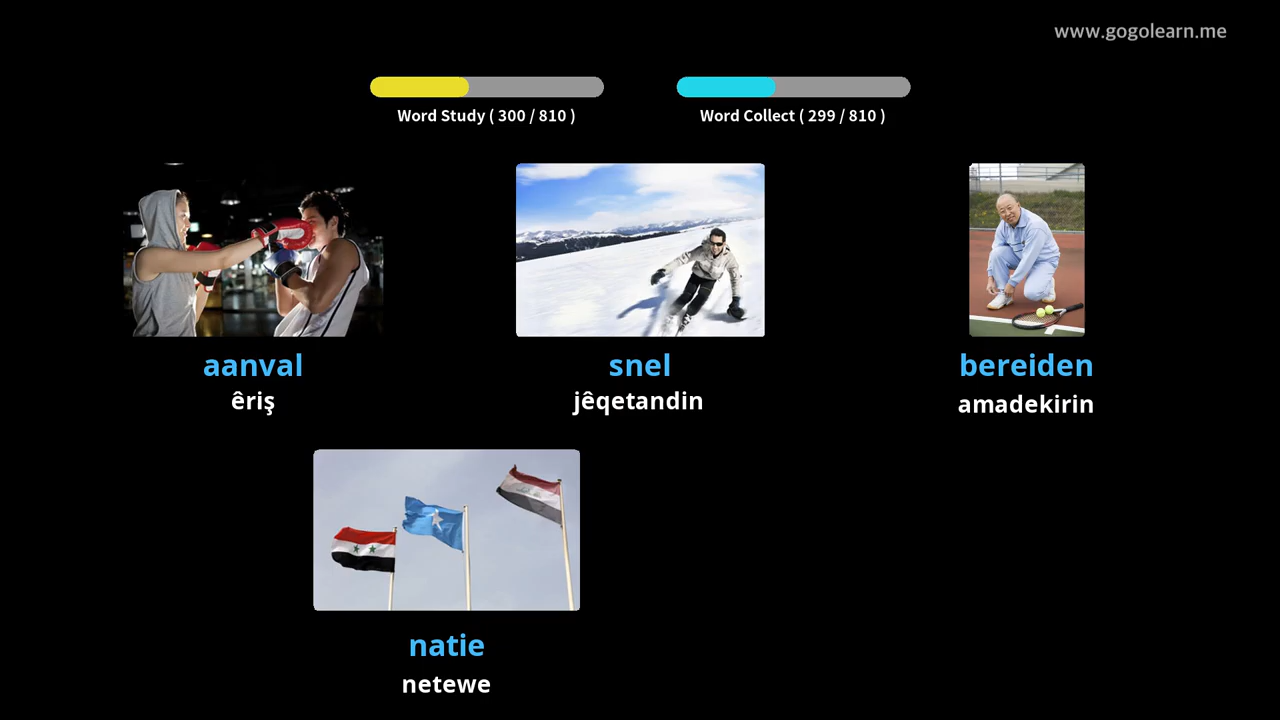 www.gogolearn.me
Word Study ( 300 / 810 )
Word Collect ( 299 / 810 )
aanval
êriş
snel
jêqetandin
bereiden
amadekirin
natie
netewe